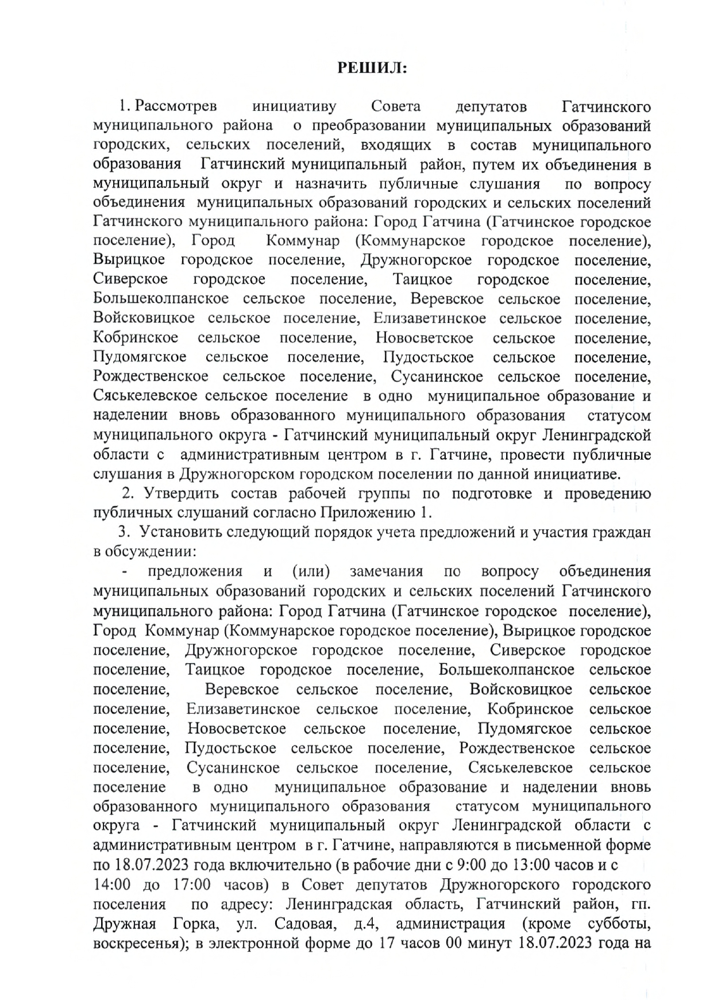 РЕШИЛ:
1. Рассмотрев инициативу Совета депутатов Гатчинского
муниципального района о преобразовании муниципальных образований
городских, сельских поселений, входящих в состав муниципального
образования Гатчинский муниципальный район, путем их объединения в
муниципальный округ и назначить публичные слушания по вопросу
объединения муниципальных образований городских и сельских поселений
Гатчинского муниципального района: Город Гатчина (Гатчинское городское
поселение), Город Коммунар (Коммунарское городское поселение),
Вырицкое городское поселение, Дружногорское городское поселение,
Сиверское городское поселение, Таицкое городское поселение,
Большеколпанское сельское поселение, Веревское сельское поселение,
Войсковицкое сельское поселение, Елизаветинское сельское поселение,
Кобринское сельское поселение, Новосветское сельское поселение,
Пудомягское сельское поселение, Пудостьское сельское поселение,
Рождественское сельское поселение, Сусанинское сельское поселение,
Сяськелевское сельское поселение в одно муниципальное образование и
наделении вновь образованного муниципального образования статусом
муниципального округа - Гатчинский муниципальный округ Ленинградской
области с административным центром в г. Гатчине, провести публичные
слушания в Дружногорском городском поселении по данной инициативе.
2. Утвердить состав рабочей группы по подготовке и проведению
публичных слушаний согласно Приложению 1.
3. Установить следующий порядок учета предложений и участия граждан
в обсуждении:
- предложения и (или) замечания по вопросу объединения
муниципальных образований городских и сельских поселений Гатчинского
муниципального района: Город Гатчина (Гатчинское городское поселение),
Город Коммунар (Коммунарское городское поселение), Вырицкое городское
поселение, Дружногорское городское поселение, Сиверское городское
поселение, Таицкое городское поселение, Большеколпанское сельское
поселение, Веревское сельское поселение, Войсковицкое сельское
поселение, Елизаветинское сельское поселение, Кобринское сельское
поселение, Новосветское сельское поселение, Пудомягское сельское
поселение, Пудостьское сельское поселение, Рождественское сельское
поселение, Сусанинское сельское поселение, Сяськелевское сельское
поселение в одно муниципальное образование и наделении вновь
образованного муниципального образования статусом муниципального
округа - Гатчинский муниципальный округ Ленинградской области с
административным центром в г. Гатчине, направляются в письменной форме
по 18.07.2023 года включительно (в рабочие дни с 9:00 до 13:00 часов и с
14:00 до 17:00 часов) в Совет депутатов Дружногорского городского
поселения по адресу: Ленинградская область, Гатчинский район, гп.
Дружная Горка, ул. Садовая, д.4, администрация (кроме субботы,
воскресенья); в электронной форме до 17 часов 00 минут 18.07.2023 года на